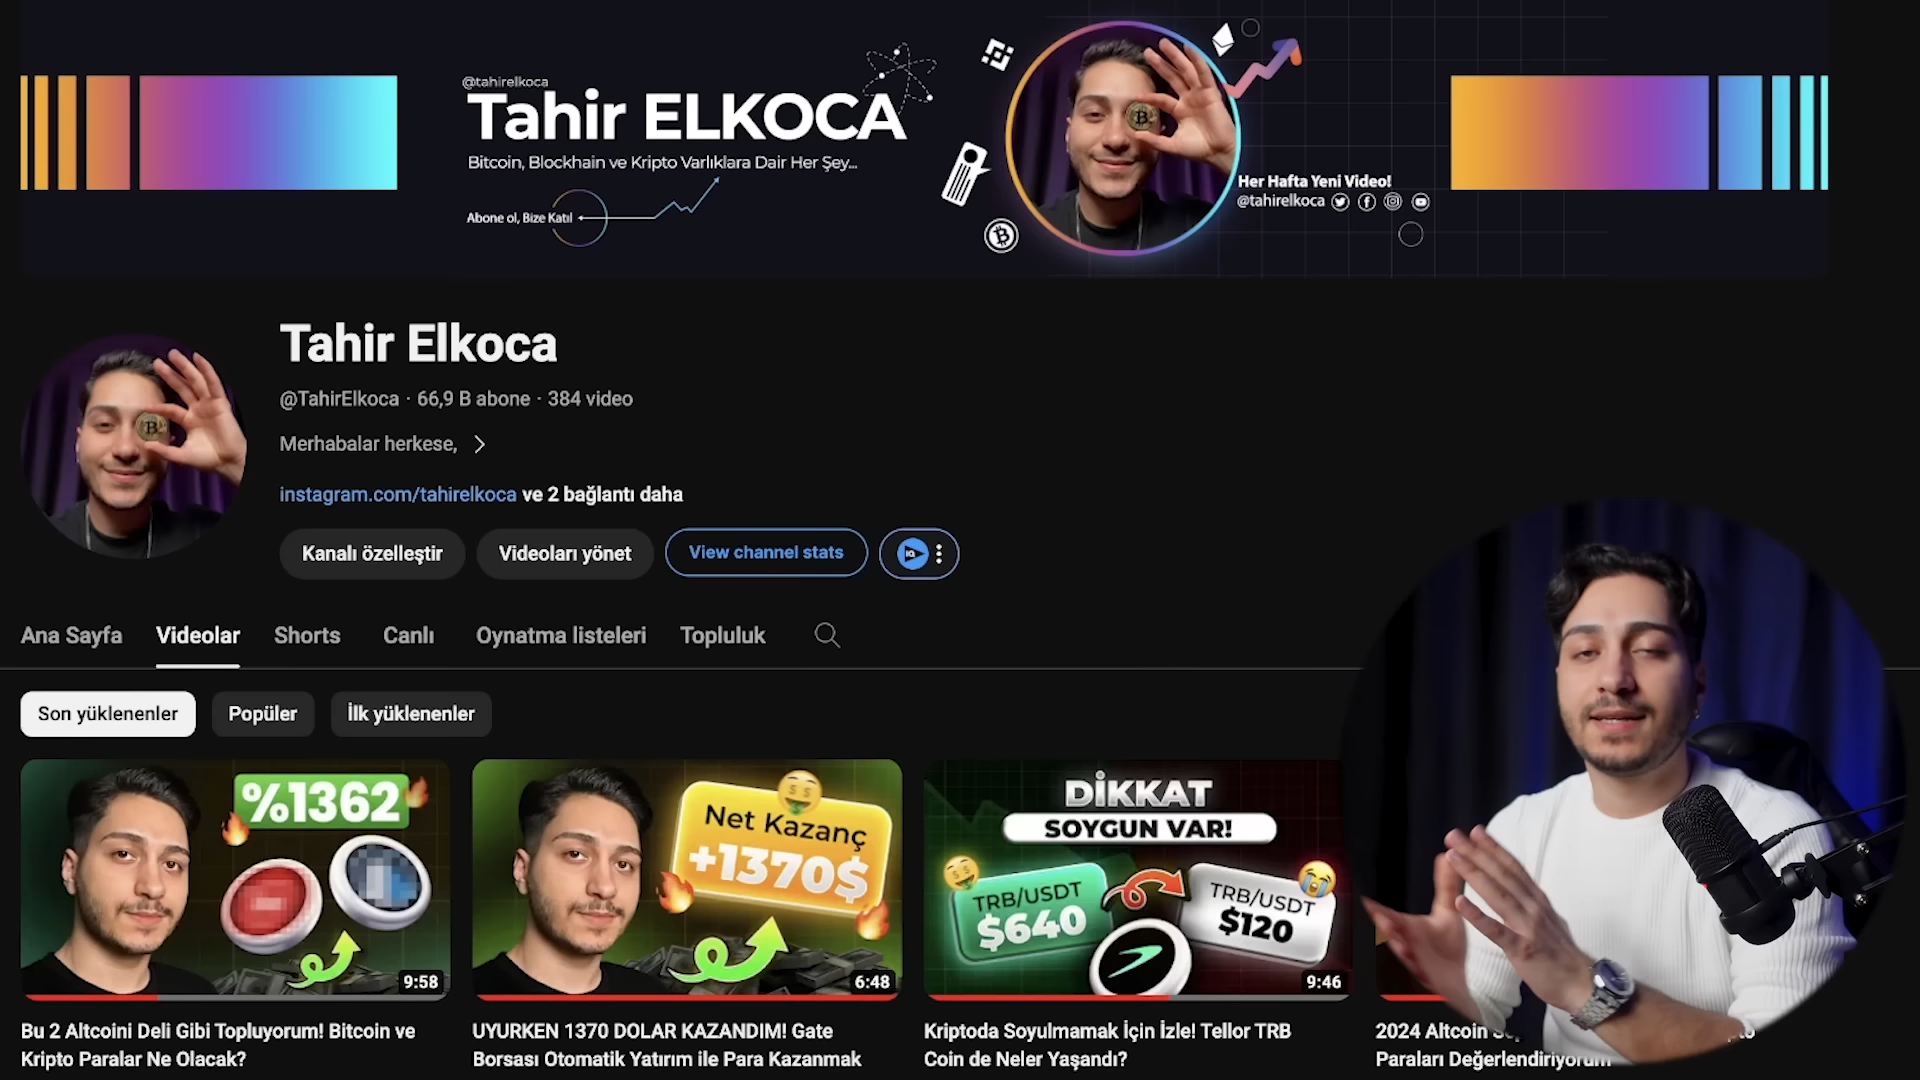 @tahirelkoca
Tahir ELKOCA
Bitcoin, Blockhain ve Kripto Varlıklara Dair Her Şey...
Abone ol, Bize Katıl
Her Hafta Yeni Video!
@tahirelkoca
Tahir Elkoca
@TahirElkoca · 66,9 B abone · 384 video
Merhabalar herkese,
instagram.com/tahirelkoca ve 2 bağlantı daha
Kanalı özelleştir
Videoları yönet
View channel stats
IQ
Ana Sayfa
Videolar
Shorts
Canlı
Oynatma listeleri
Topluluk
Son yüklenenler
Popüler
İlk yüklenenler
%1362
9:58
Net Kazanç
+1370$
6:48
DİKKAT
SOYGUN VAR!
TRB/USDT
$640
TRB/USDT
$120
9:46
Bu 2 Altcoini Deli Gibi Topluyorum! Bitcoin ve
Kripto Paralar Ne Olacak?
UYURKEN 1370 DOLAR KAZANDIM! Gate
Borsası Otomatik Yatırım ile Para Kazanmak
Kriptoda Soyulmamak İçin İzle! Tellor TRB
Coin de Neler Yaşandı?
2024 Altcoin
Paraları Değerlendiriyorum